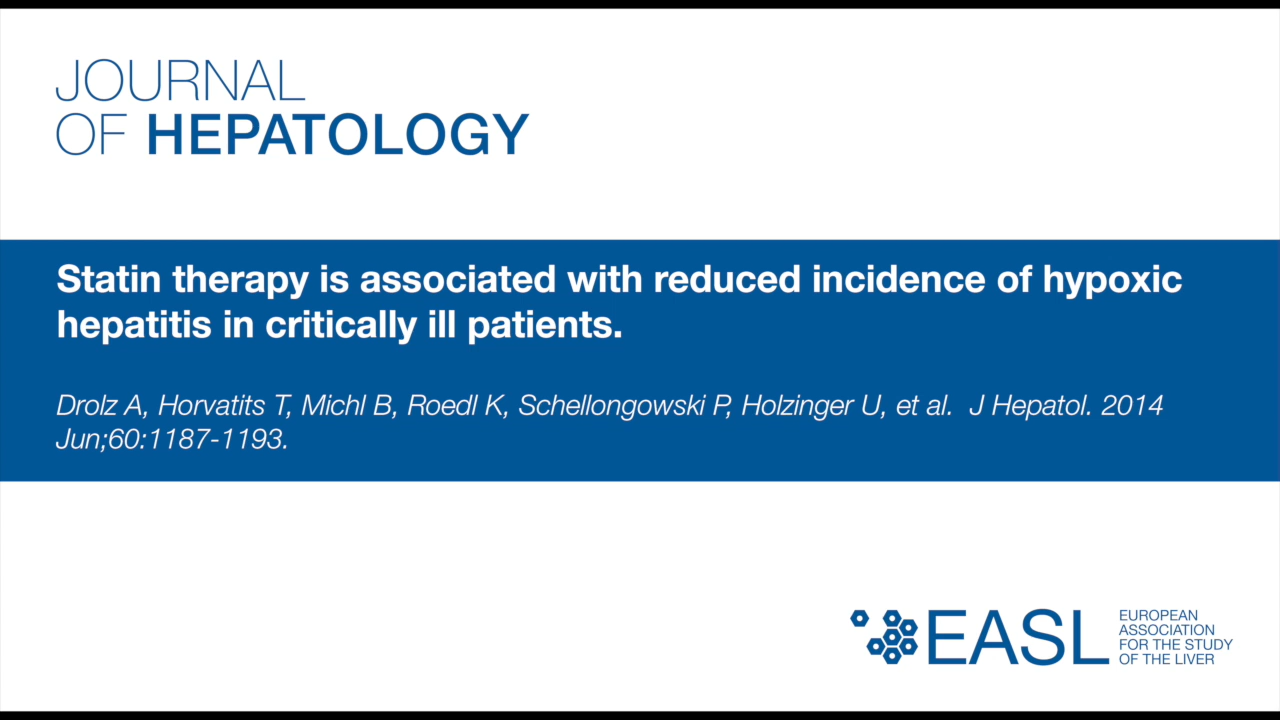 JOURNAL
OF HEPATOLOGY
Statin therapy is associated with reduced incidence of hypoxic
hepatitis in critically ill patients.
Drolz A, Horvatits T, Michl B, Roedl K, Schellongowski P, Holzinger U, et al. J Hepatol. 2014
Jun;60:1187-1193.
EASL
EUROPEAN
ASSOCIATION
FOR THE STUDY
OF THE LIVER